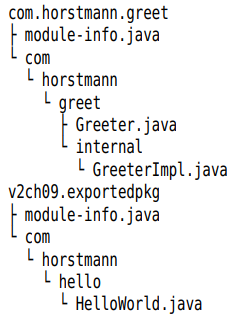 com.horstmann.greet
├ module-info.java
└ com
└ horstmann
└ greet
├ Greeter.java
└ internal
└ GreeterImpl.java
v2ch09.exportedpkg
├ module-info.java
└ com
└ horstmann
└ hello
└ HelloWorld.java